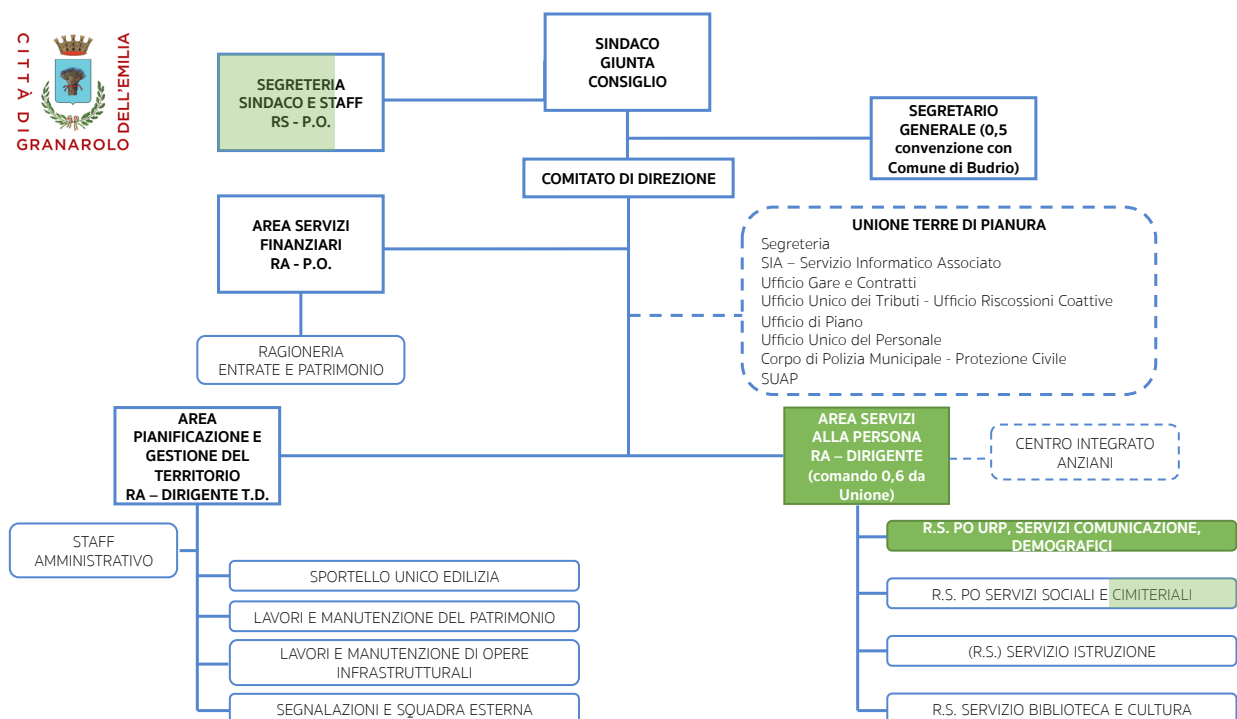 CITTÀ DI
GRANAROLO
DELL'EMILIA
SINDACO
GIUNTA
CONSIGLIO
SEGRETERIA
SINDACO E STAFF
RS - P.O.
SEGRETARIO
GENERALE (0,5
convenzione con
Comune di Budrio)
COMITATO DI DIREZIONE
AREA SERVIZI
FINANZIARI
RA - P.O.
UNIONE TERRE DI PIANURA
Segreteria
SIA – Servizio Informatico Associato
Ufficio Gare e Contratti
Ufficio Unico dei Tributi - Ufficio Riscossioni Coattive
Ufficio di Piano
Ufficio Unico del Personale
Corpo di Polizia Municipale - Protezione Civile
SUAP
RAGIONERIA
ENTRATE E PATRIMONIO
AREA
PIANIFICAZIONE E
GESTIONE DEL
TERRITORIO
RA – DIRIGENTE T.D.
AREA SERVIZI
ALLA PERSONA
RA – DIRIGENTE
(comando 0,6 da
Unione)
CENTRO INTEGRATO
ANZIANI
STAFF
AMMINISTRATIVO
SPORTELLO UNICO EDILIZIA
LAVORI E MANUTENZIONE DEL PATRIMONIO
LAVORI E MANUTENZIONE DI OPERE
INFRASTRUTTURALI
SEGNALAZIONI E SQUADRA ESTERNA
R.S. PO URP, SERVIZI COMUNICAZIONE,
DEMOGRAFICI
R.S. PO SERVIZI SOCIALI E CIMITERIALI
(R.S.) SERVIZIO ISTRUZIONE
R.S. SERVIZIO BIBLIOTECA E CULTURA